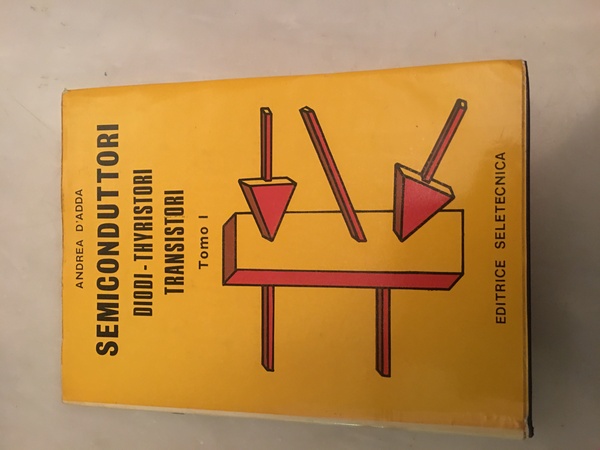 ANDREA D'ADDA
SEMICONDUTTORI
DIODI - THYRISTORI
TRANSISTORI
Tomo I
EDITRICE SELETECNICA